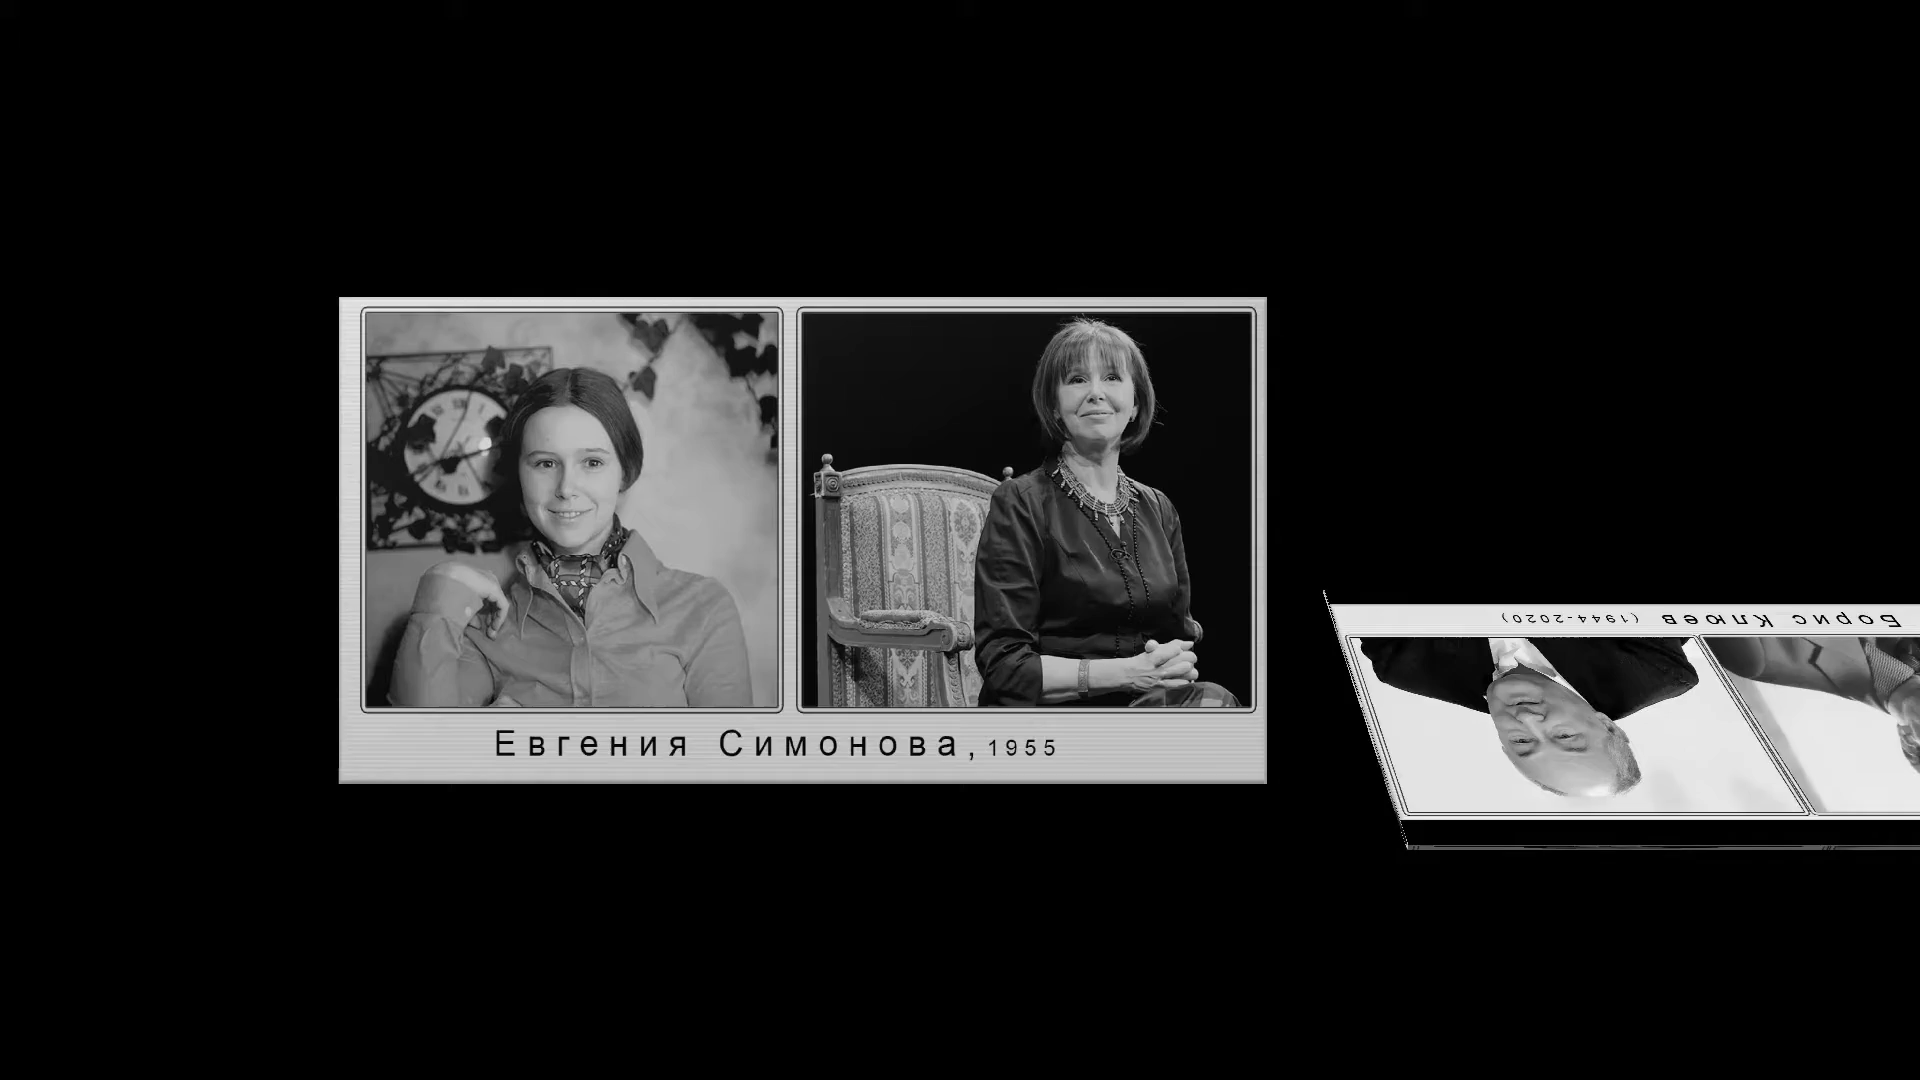 Евгения Симонова, 1955
Борис Клюев (1944-2020)